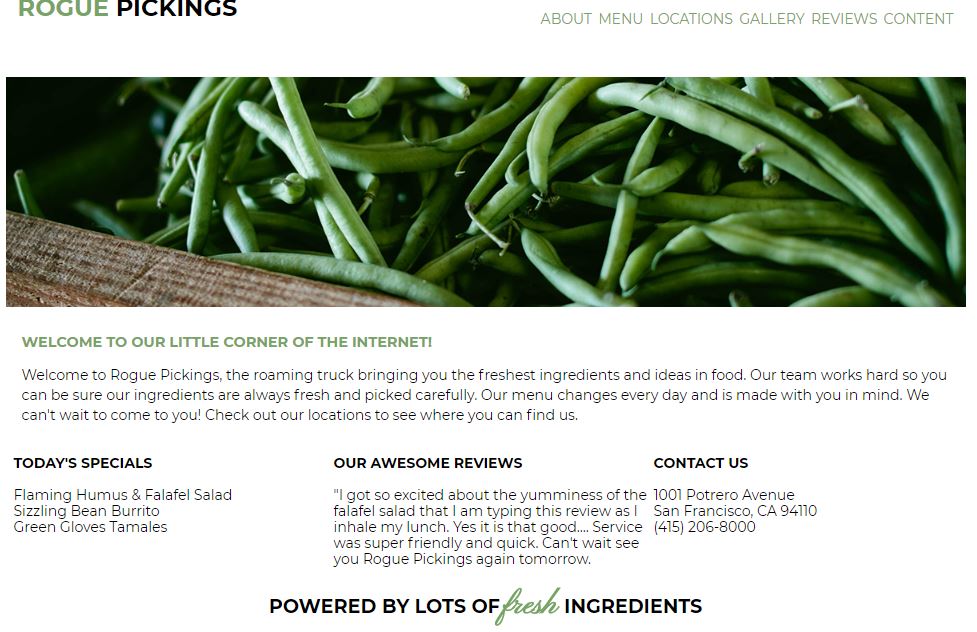 ROGUE PICKINGS
ABOUT MENU LOCATIONS GALLERY REVIEWS CONTENT
WELCOME TO OUR LITTLE CORNER OF THE INTERNET!
Welcome to Rogue Pickings, the roaming truck bringing you the freshest ingredients and ideas in food. Our team works hard so you
can be sure our ingredients are always fresh and picked carefully. Our menu changes every day and is made with you in mind. We
can't wait to come to you! Check out our locations to see where you can find us.
TODAY'S SPECIALS
Flaming Humus & Falafel Salad
Sizzling Bean Burrito
Green Gloves Tamales
OUR AWESOME REVIEWS
"I got so excited about the yumminess of the
falafel salad that I am typing this review as I
inhale my lunch. Yes it is that good.... Service
was super friendly and quick. Can't wait see
you Rogue Pickings again tomorrow.
CONTACT US
1001 Potrero Avenue
San Francisco, CA 94110
(415) 206-8000
POWERED BY LOTS OF fresh INGREDIENTS